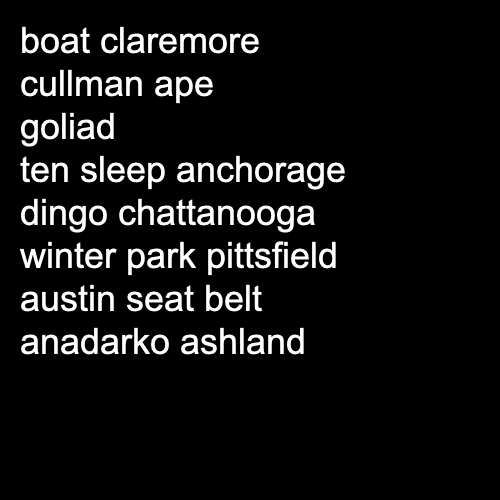 boat claremore
cullman ape
goliad
ten sleep anchorage
dingo chattanooga
winter park pittsfield
austin seat belt
anadarko ashland